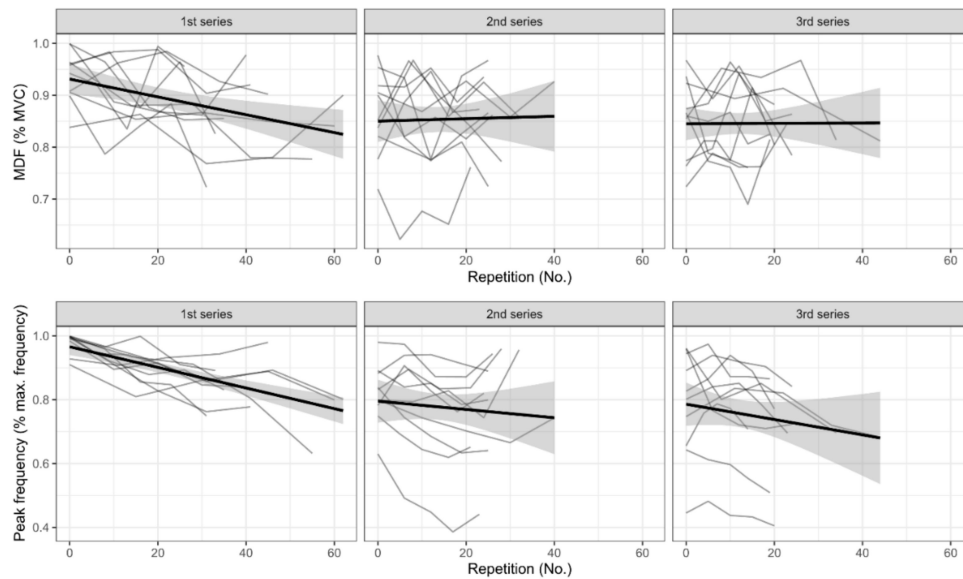 1st series 2nd series 3rd series
MDF (% MVC)
1.0
0.9
0.8
0.7
0 20 40 60 0 20 40 60 0 20 40 60
Repetition (No.)
1st series 2nd series 3rd series
Peak frequency (% max. frequency)
1.0
0.8
0.6
0.4
0 20 40 60 0 20 40 60 0 20 40 60
Repetition (No.)